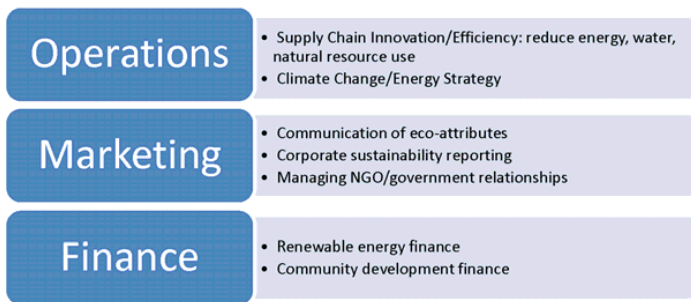 Operations
• Supply Chain Innovation/Efficiency: reduce energy, water,
natural resource use
• Climate Change/Energy Strategy
Marketing
• Communication of eco-attributes
• Corporate sustainability reporting
• Managing NGO/government relationships
Finance
• Renewable energy finance
• Community development finance